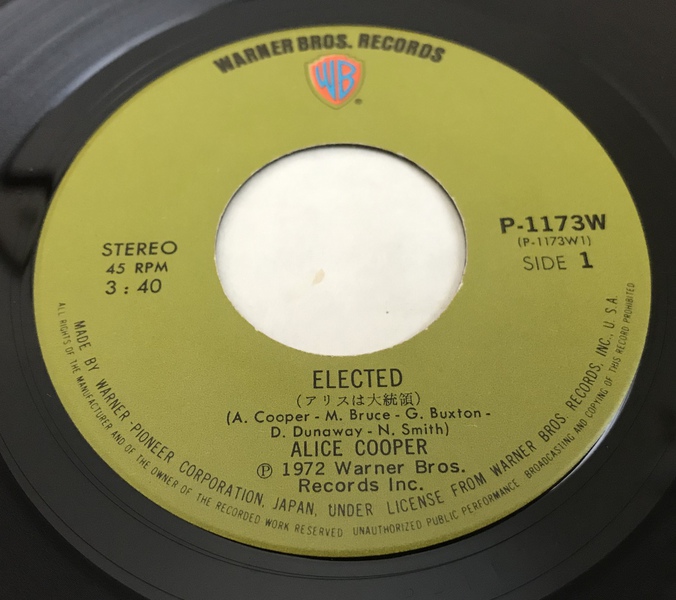 WARNER BROS. RECORDS
WB
®
STEREO
45 RPM
3 : 40
P-1173W
(P-1173W1)
SIDE 1
ELECTED
(アリスは大統領)
(A. Cooper - M. Bruce - G. Buxton -
D. Dunaway - N. Smith)
ALICE COOPER
Ⓟ 1972 Warner Bros.
Records Inc.
MADE BY WARNER-PIONEER CORPORATION, JAPAN, UNDER LICENSE FROM WARNER BROS. RECORDS, INC., U.S.A.
ALL RIGHTS OF THE MANUFACTURER AND OF THE OWNER OF THE RECORDED WORK RESERVED UNAUTHORIZED PUBLIC PERFORMANCE BROADCASTING AND COPYING OF THIS RECORD PROHIBITED